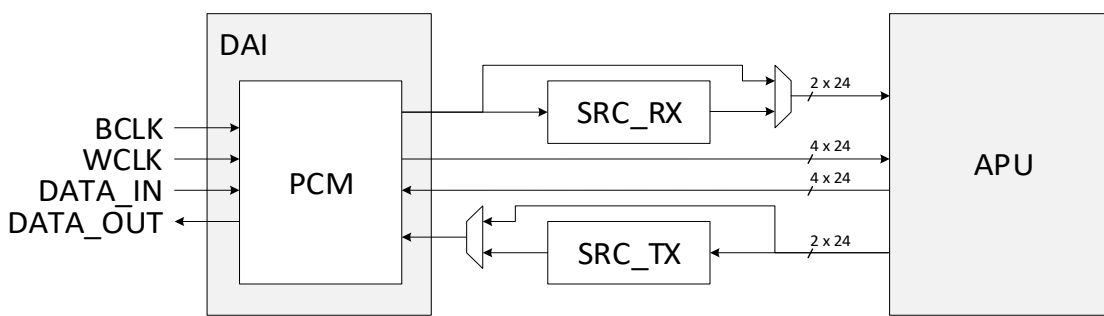 DAI
BCLK
WCLK
DATA_IN
DATA_OUT
PCM
SRC_RX
2 x 24
4 x 24
4 x 24
SRC_TX
2 x 24
APU